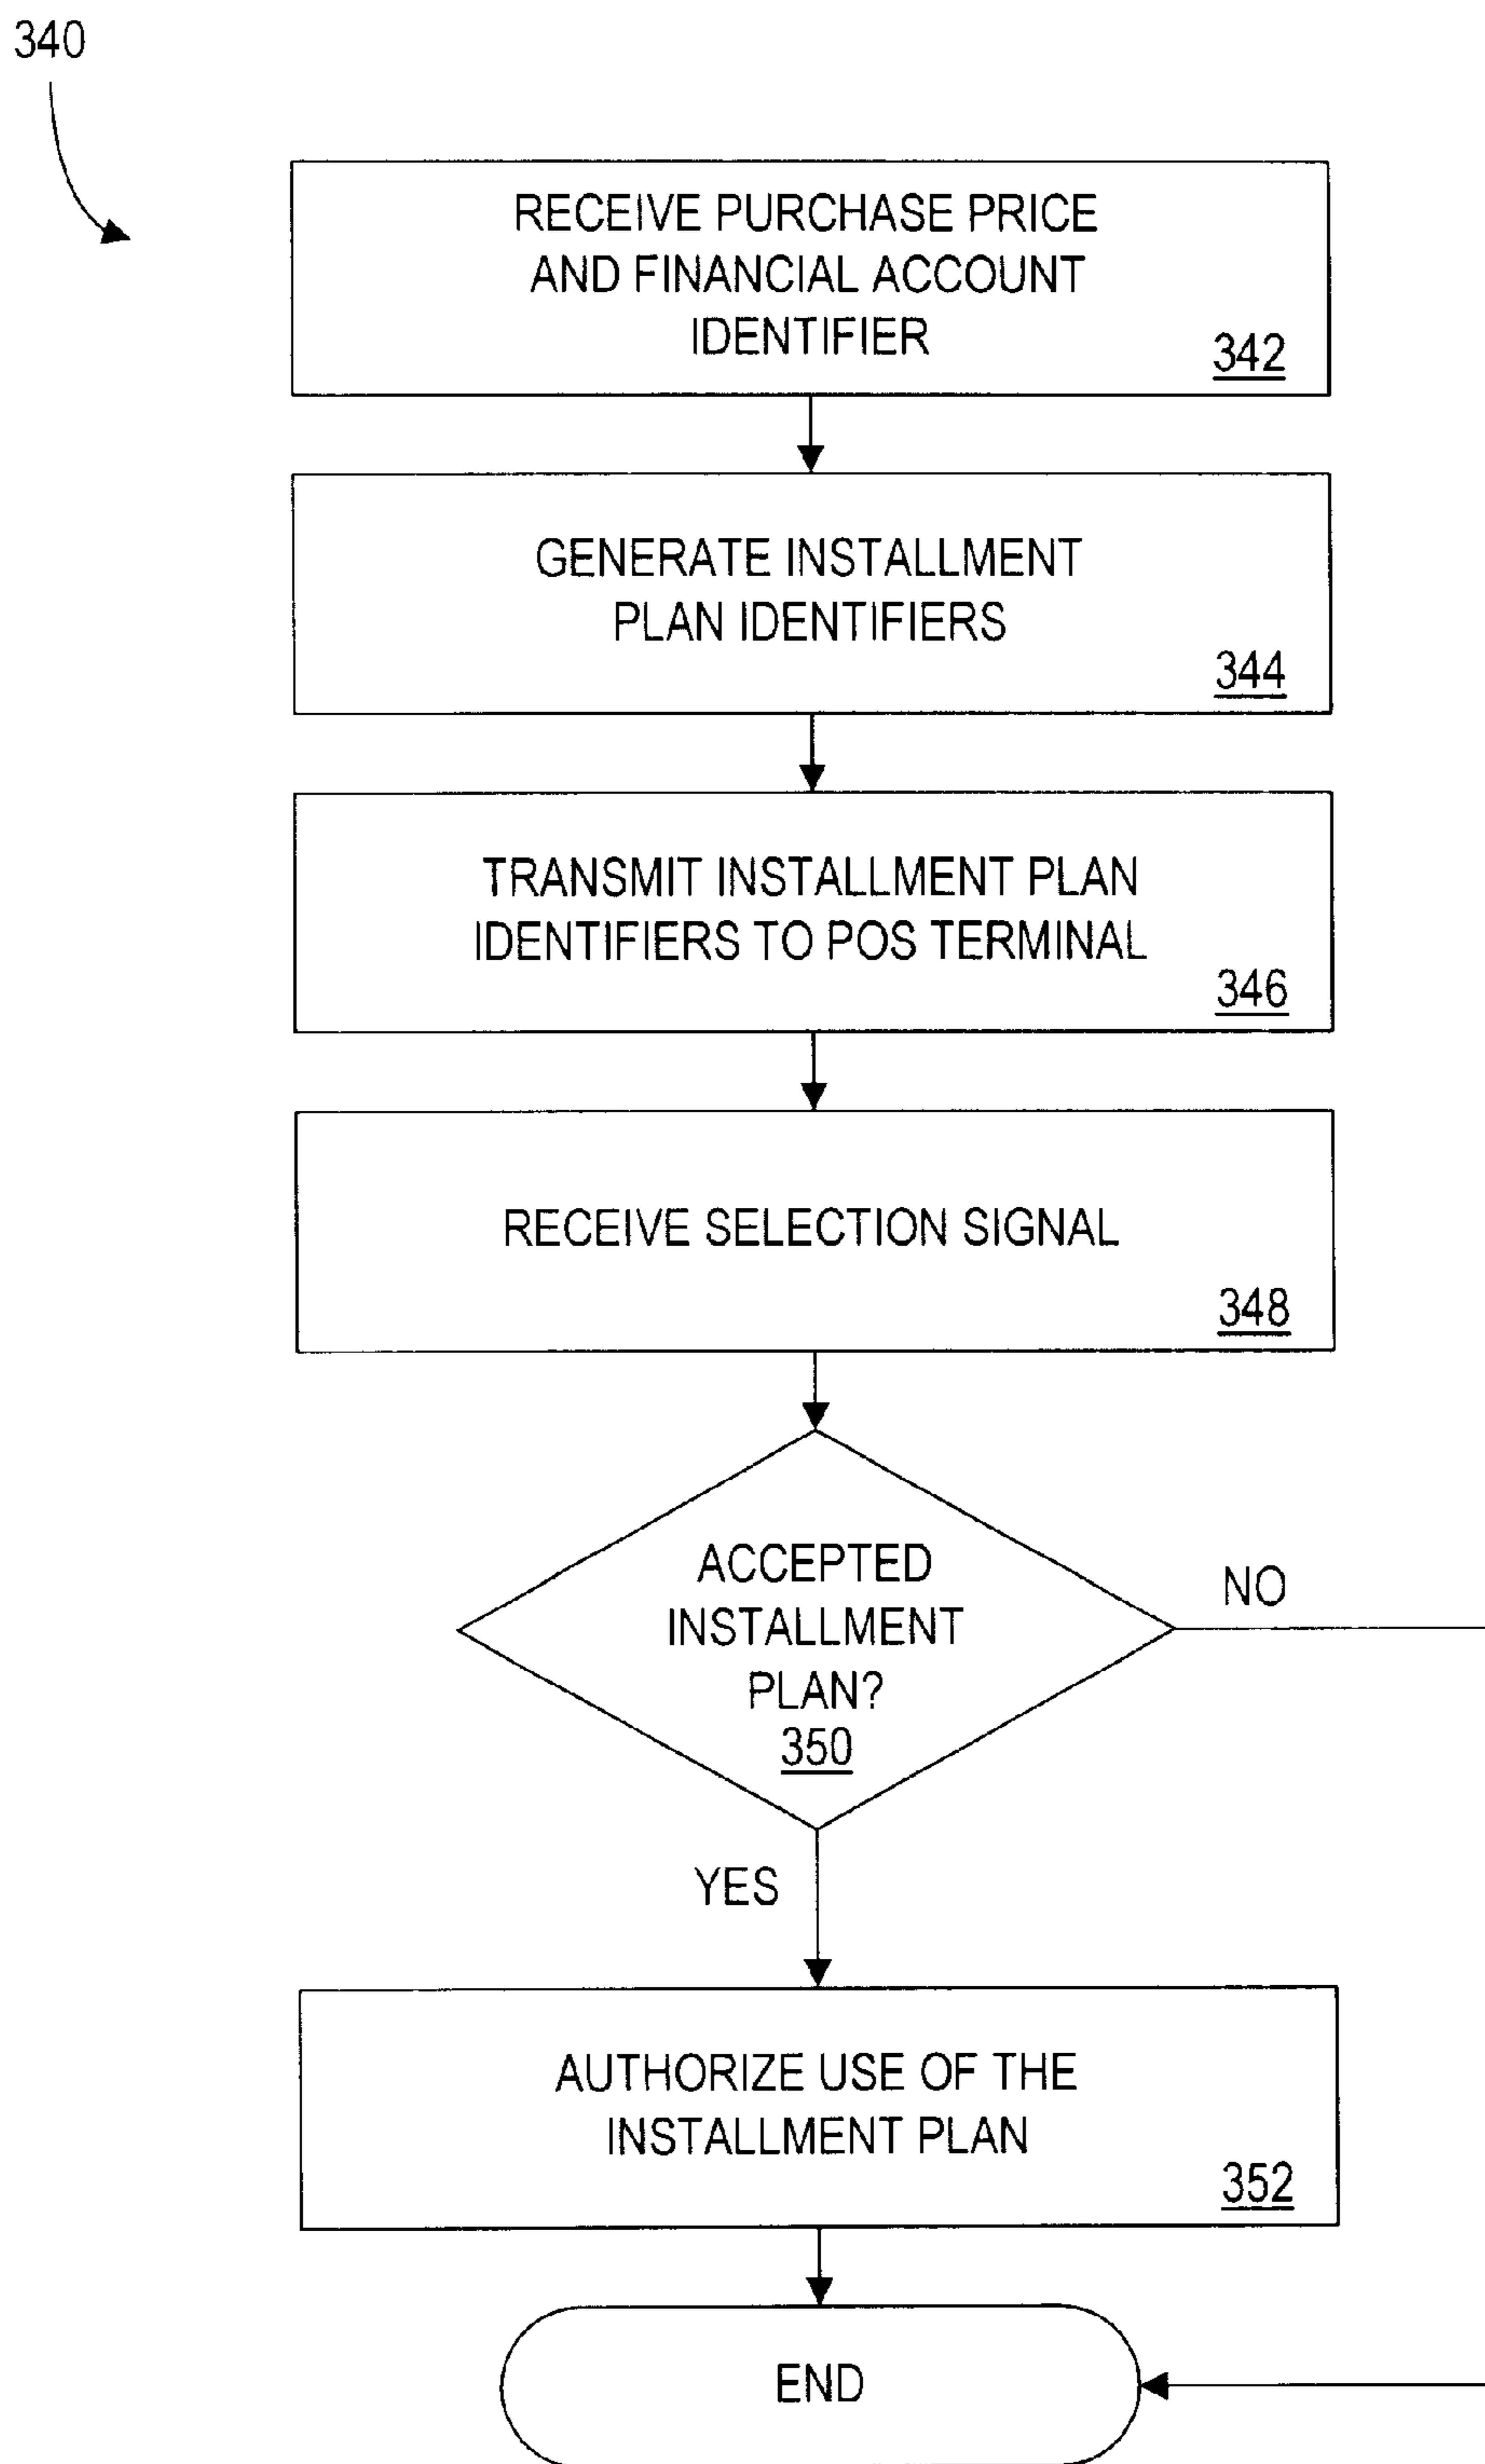 340
RECEIVE PURCHASE PRICE
AND FINANCIAL ACCOUNT
IDENTIFIER
342
GENERATE INSTALLMENT
PLAN IDENTIFIERS
344
TRANSMIT INSTALLMENT PLAN
IDENTIFIERS TO POS TERMINAL
346
RECEIVE SELECTION SIGNAL
348
ACCEPTED
INSTALLMENT
PLAN?
350
NO
YES
AUTHORIZE USE OF THE
INSTALLMENT PLAN
352
END